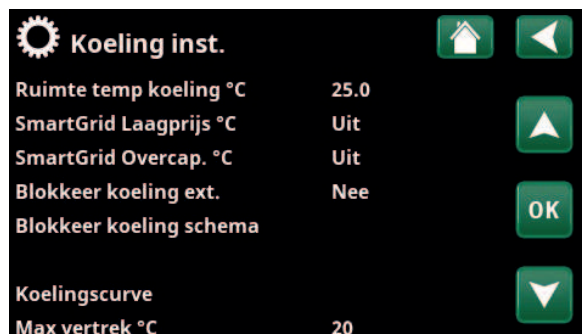 Koeling inst.
Ruimte temp koeling °C 25.0
SmartGrid Laagprijs °C Uit
SmartGrid Overcap. °C Uit
Blokkeer koeling ext. Nee
OK
Blokkeer koeling schema
Koelingscurve
Max vertrek °C 20